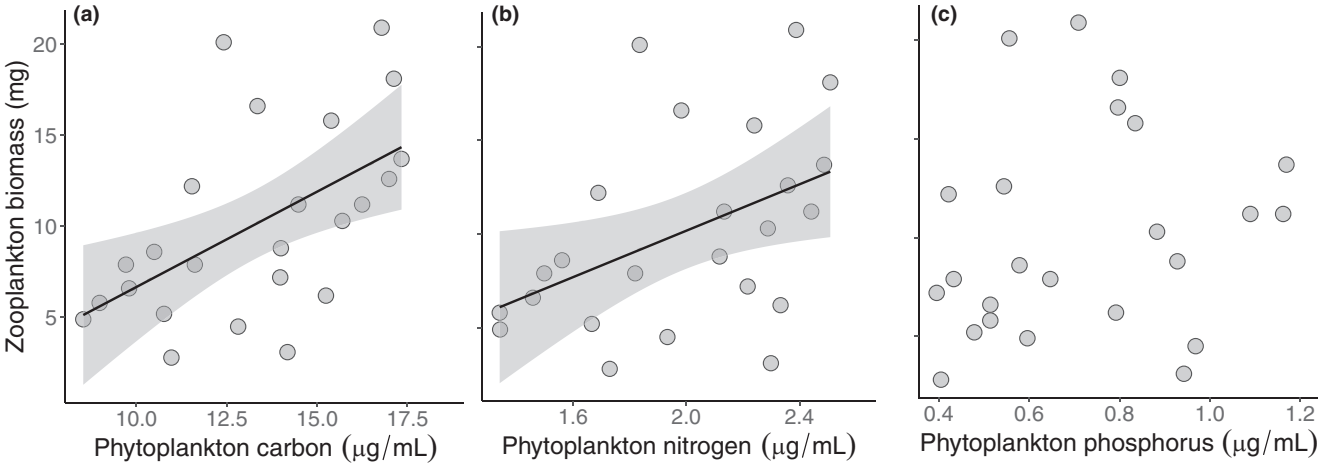 (a) (b) (c)
Zooplankton biomass (mg)
20
15
10
5
10.0 12.5 15.0 17.5 1.6 2.0 2.4 0.4 0.6 0.8 1.0 1.2
Phytoplankton carbon (μg/mL) Phytoplankton nitrogen (μg/mL) Phytoplankton phosphorus (μg/mL)